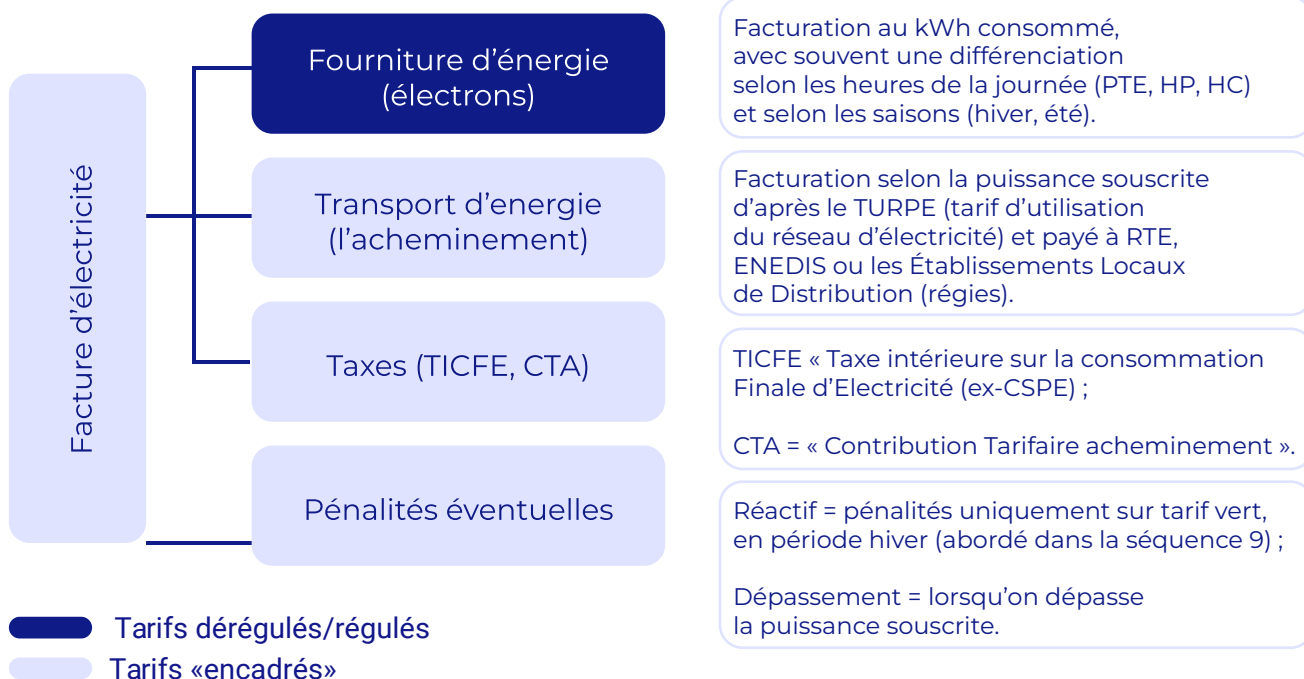 Facture d’électricité
Fourniture d’énergie
(électrons)
Facturation au kWh consommé,
avec souvent une différenciation
selon les heures de la journée (PTE, HP, HC)
et selon les saisons (hiver, été).
Transport d’energie
(l’acheminement)
Facturation selon la puissance souscrite
d’après le TURPE (tarif d’utilisation
du réseau d’électricité) et payé à RTE,
ENEDIS ou les Établissements Locaux
de Distribution (régies).
Taxes (TICFE, CTA)
TICFE « Taxe intérieure sur la consommation
Finale d’Electricité (ex-CSPE) ;
CTA = « Contribution Tarifaire acheminement ».
Pénalités éventuelles
Réactif = pénalités uniquement sur tarif vert,
en période hiver (abordé dans la séquence 9) ;
Dépassement = lorsqu’on dépasse
la puissance souscrite.
Tarifs dérégulés/régulés
Tarifs «encadrés»